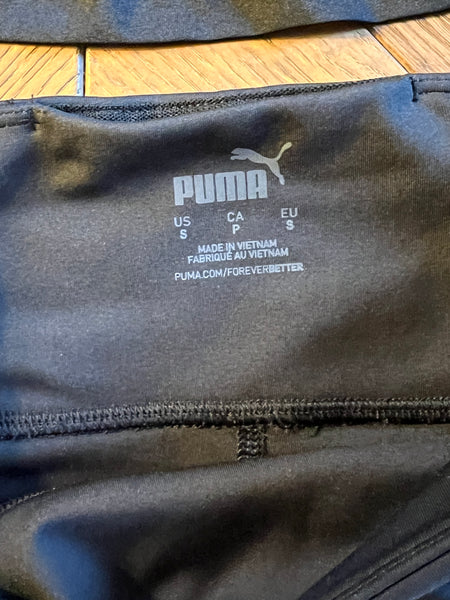 PUMA
US CA EU
S P S
MADE IN VIETNAM
FABRIQUÉ AU VIETNAM
PUMA.COM/FOREVERBETTER